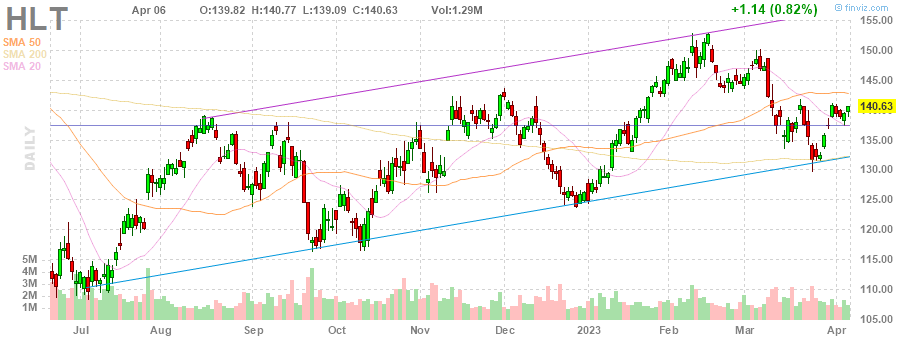 HLT
Apr 06 O:139.82 H:140.77 L:139.09 C:140.63 Vol:1.29M +1.14 (0.82%)
finviz.com
SMA 50
SMA 200
SMA 20
DAILY
155.00
150.00
145.00
140.63
135.00
130.00
125.00
120.00
115.00
110.00
105.00
5M
4M
3M
2M
1M
Jul Aug Sep Oct Nov Dec 2023 Feb Mar Apr